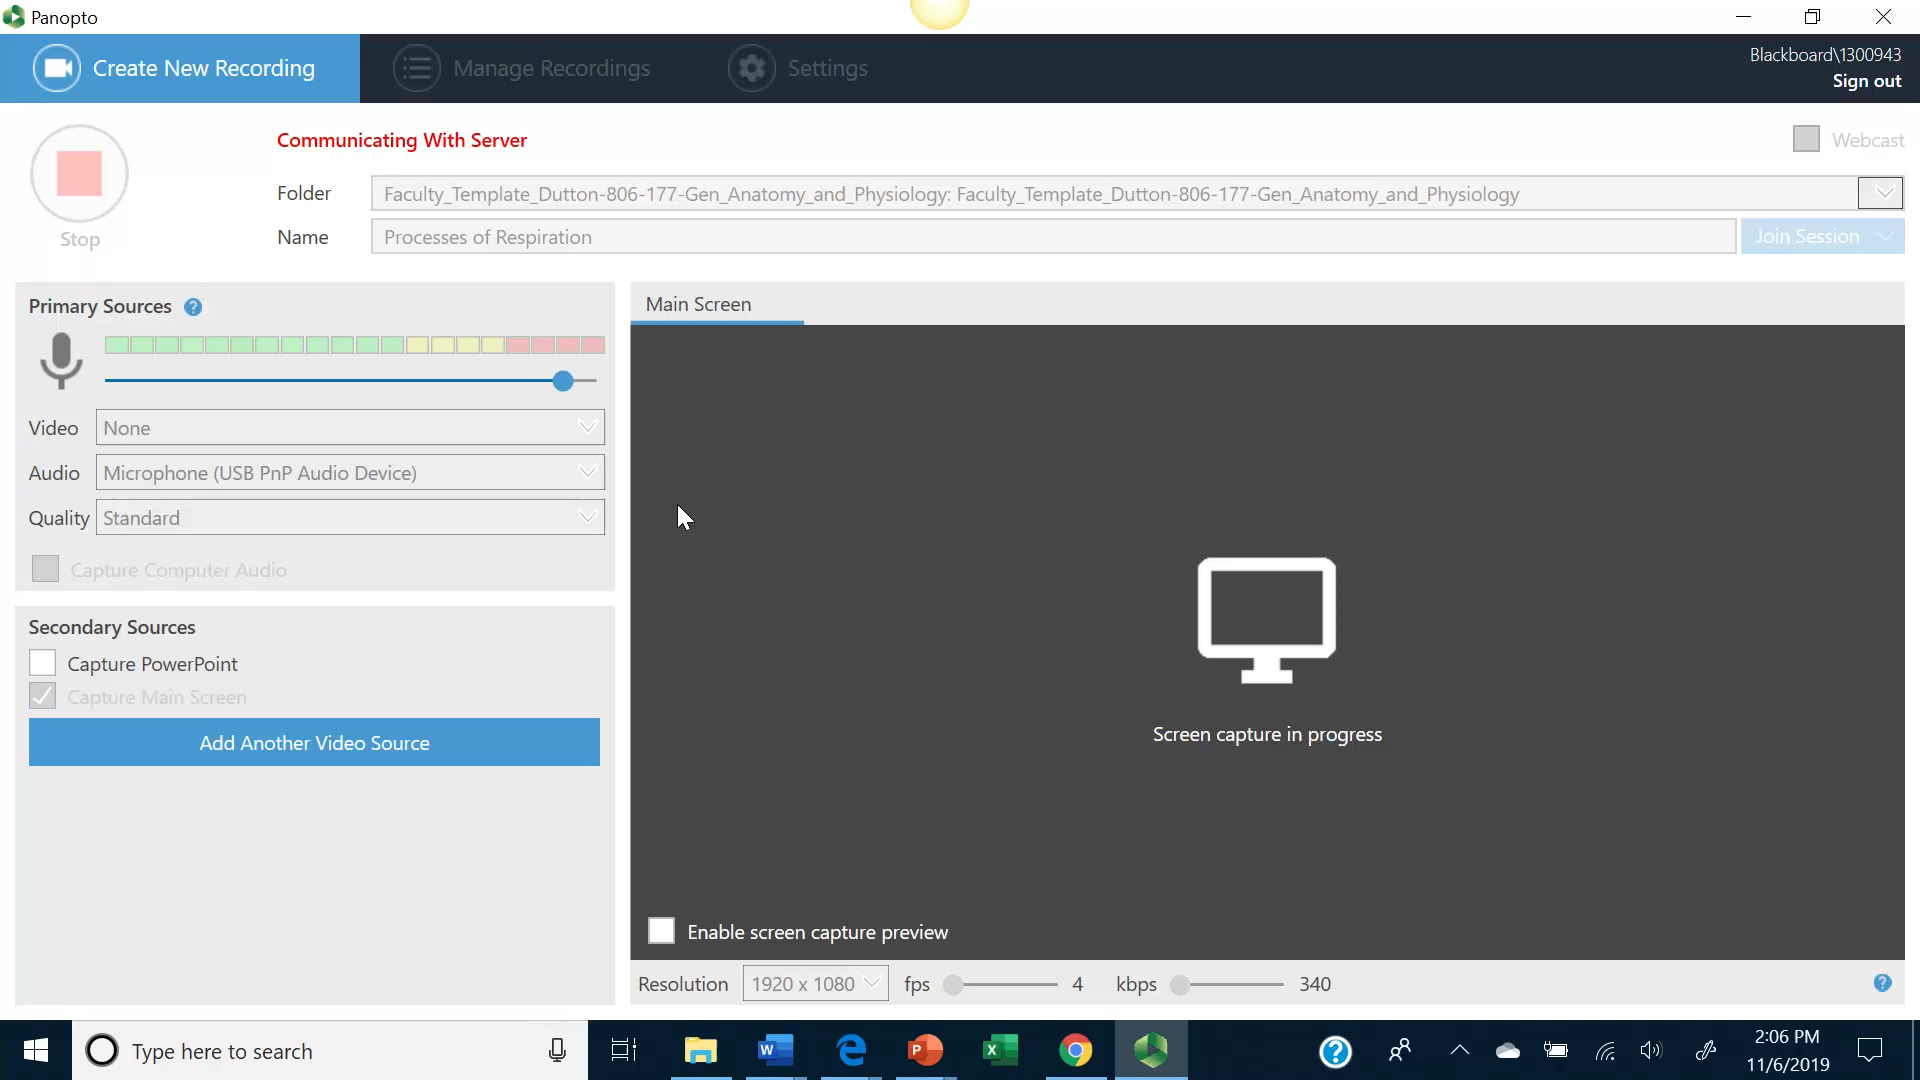 Panopto
Create New Recording
Manage Recordings
Settings
Blackboard\1300943
Sign out
Stop
Communicating With Server
Webcast
Folder
Faculty_Template_Dutton-806-177-Gen_Anatomy_and_Physiology: Faculty_Template_Dutton-806-177-Gen_Anatomy_and_Physiology
Name
Processes of Respiration
Join Session
Primary Sources ?
Video
None
Audio
Microphone (USB PnP Audio Device)
Quality
Standard
Capture Computer Audio
Secondary Sources
Capture PowerPoint
Capture Main Screen
Add Another Video Source
Main Screen
Screen capture in progress
Enable screen capture preview
Resolution 1920 x 1080 fps 4 kbps 340 ?
Type here to search
W
P
X
?
2:06 PM
11/6/2019